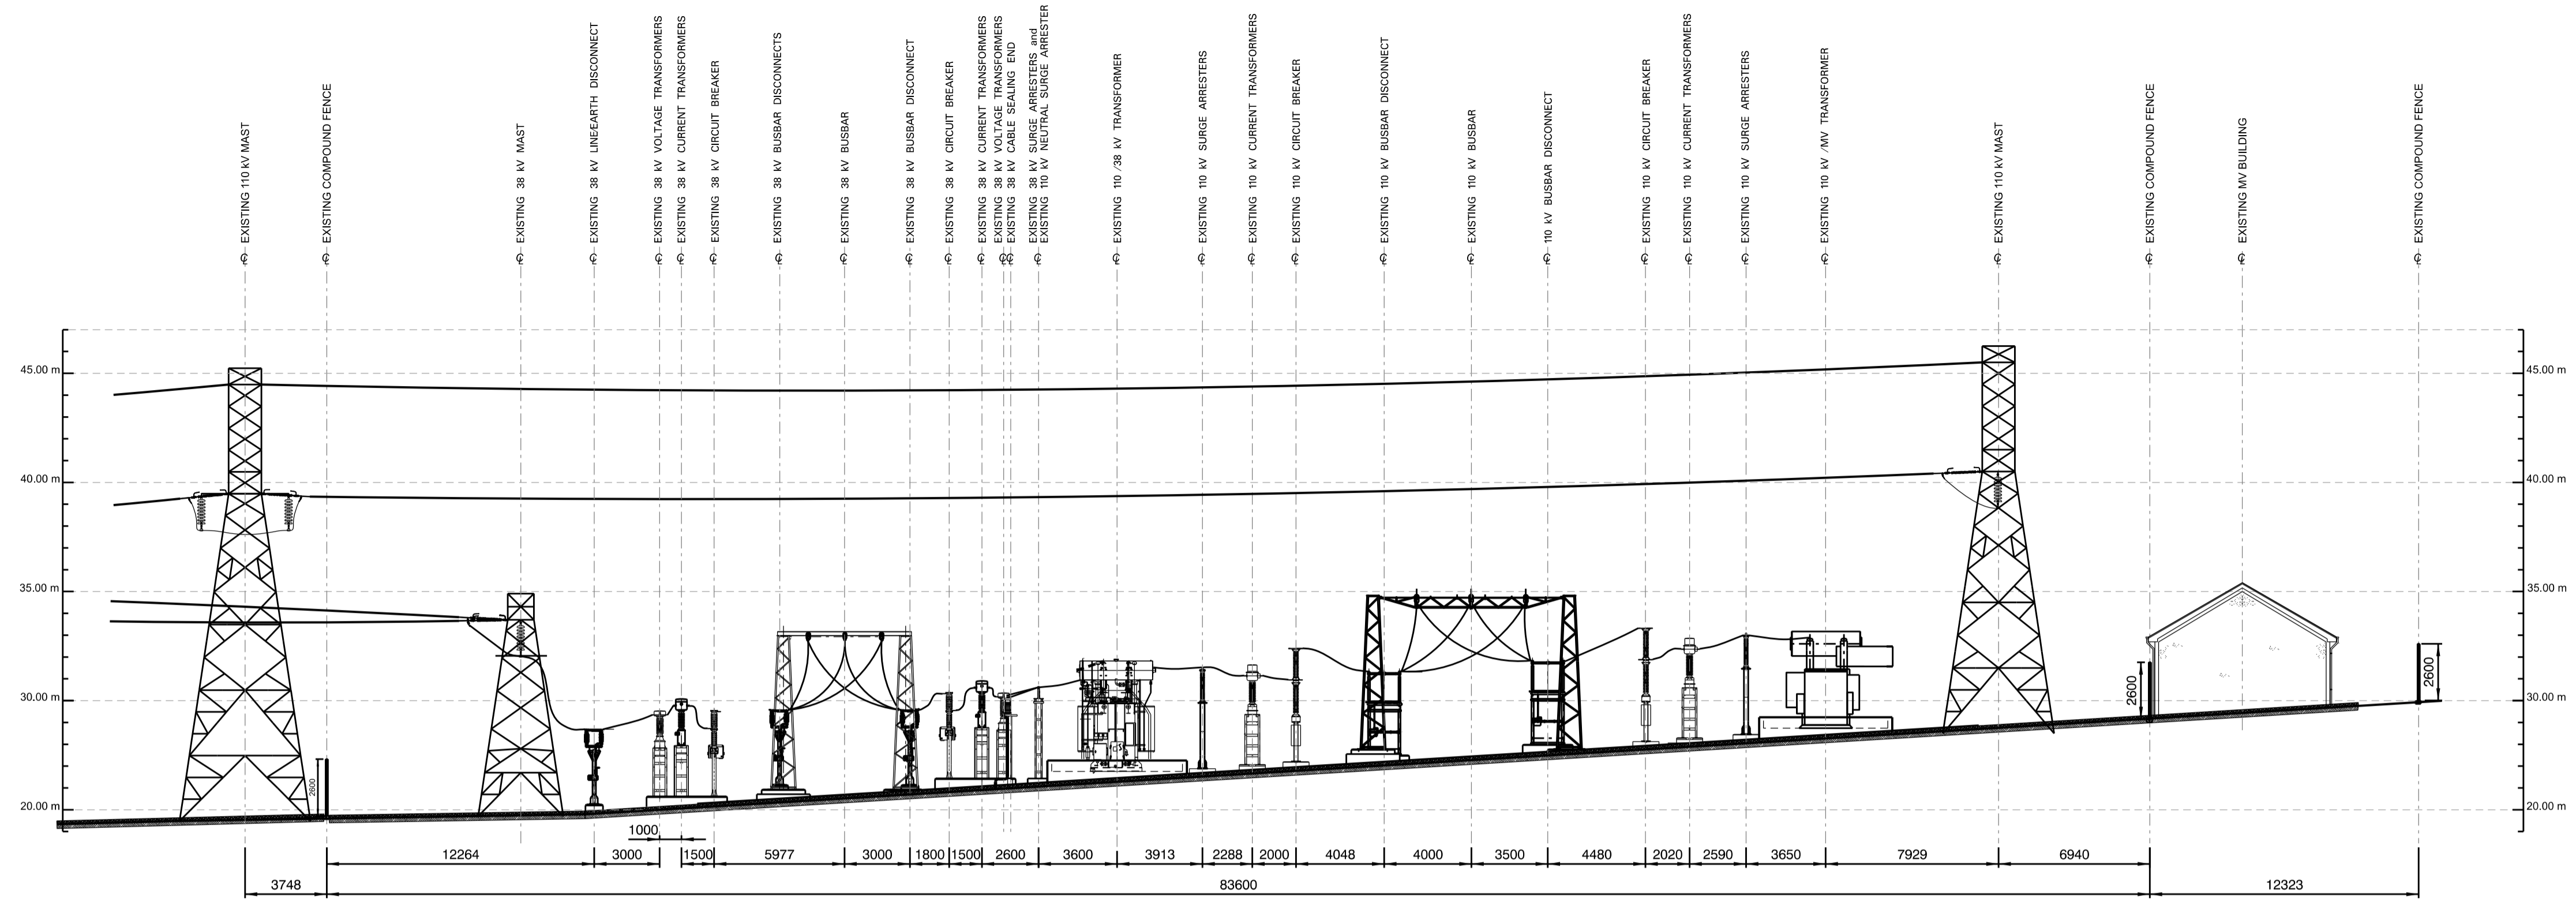 EXISTING 110 kV MAST
EXISTING COMPOUND FENCE
EXISTING 38 kV MAST
EXISTING 38 kV LINE/EARTH DISCONNECT
EXISTING 38 kV VOLTAGE TRANSFORMERS
EXISTING 38 kV CURRENT TRANSFORMERS
EXISTING 38 kV CIRCUIT BREAKER
EXISTING 38 kV BUSBAR DISCONNECTS
EXISTING 38 kV BUSBAR
EXISTING 38 kV BUSBAR DISCONNECT
EXISTING 38 kV CIRCUIT BREAKER
EXISTING 38 kV CURRENT TRANSFORMERS
EXISTING 38 kV VOLTAGE TRANSFORMERS
EXISTING 38 kV CABLE SEALING END
EXISTING 38 kV SURGE ARRESTERS and
EXISTING 110 kV NEUTRAL SURGE ARRESTER
EXISTING 110 /38 kV TRANSFORMER
EXISTING 110 kV SURGE ARRESTERS
EXISTING 110 kV CURRENT TRANSFORMERS
EXISTING 110 kV CIRCUIT BREAKER
EXISTING 110 kV BUSBAR DISCONNECT
EXISTING 110 kV BUSBAR
110 kV BUSBAR DISCONNECT
EXISTING 110 kV CIRCUIT BREAKER
EXISTING 110 kV CURRENT TRANSFORMERS
EXISTING 110 kV SURGE ARRESTERS
EXISTING 110 kV /MV TRANSFORMER
EXISTING 110 kV MAST
EXISTING COMPOUND FENCE
EXISTING MV BUILDING
EXISTING COMPOUND FENCE
45.00 m
45.00 m
40.00 m
40.00 m
35.00 m
35.00 m
30.00 m
30.00 m
2600
2600
2600
20.00 m
20.00 m
1000
12264
3000
1500
5977
3000
1800
1500
2600
3600
3913
2288
2000
4048
4000
3500
4480
2020
2590
3650
7929
6940
3748
83600
12323